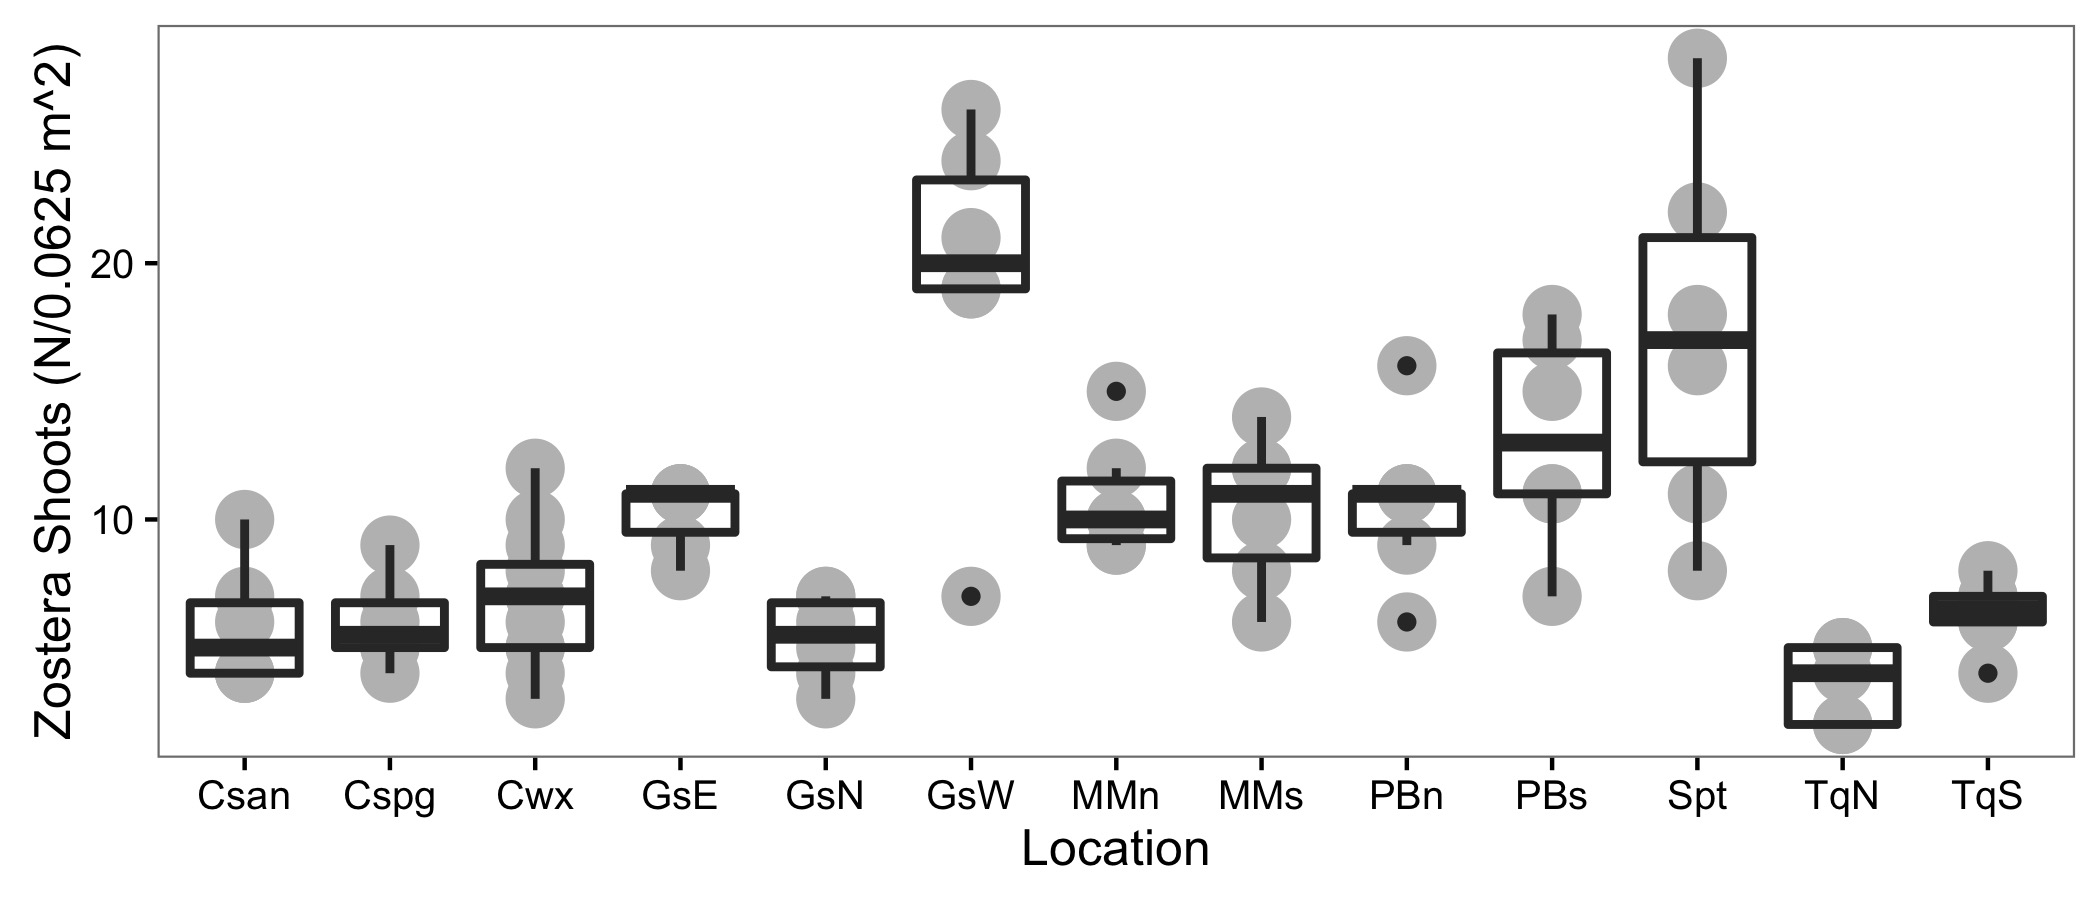 Zostera Shoots (N/0.0625 m^2)
20
10
Csan Cspg Cwx GsE GsN GsW MMn MMs PBn PBs Spt TqN TqS
Location